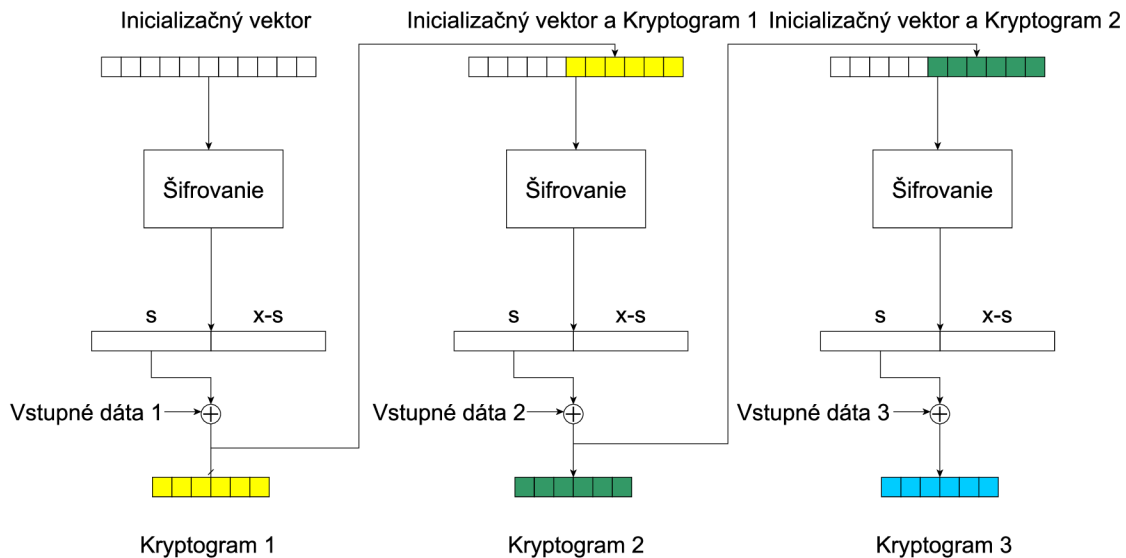 Inicializačný vektor
Inicializačný vektor a Kryptogram 1
Inicializačný vektor a Kryptogram 2
Šifrovanie
Šifrovanie
Šifrovanie
s
x-s
s
x-s
s
x-s
Vstupné dáta 1
Vstupné dáta 2
Vstupné dáta 3
Kryptogram 1
Kryptogram 2
Kryptogram 3